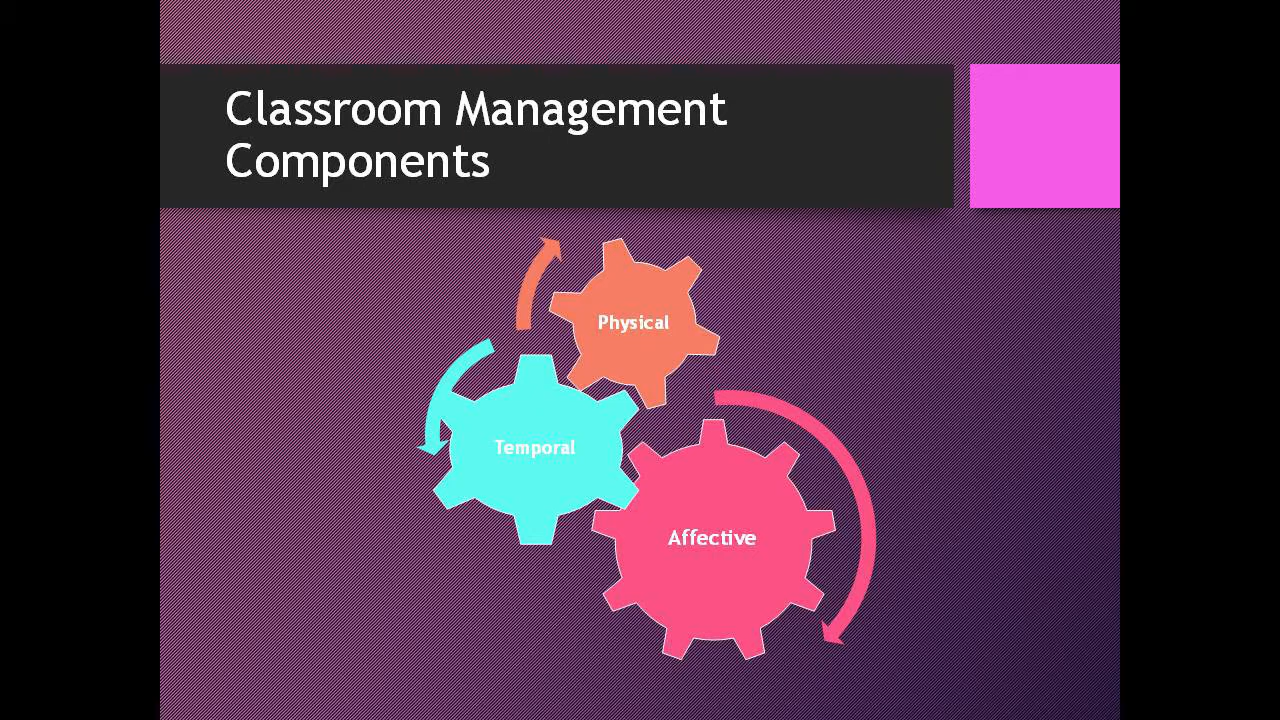 Classroom Management
Components
Physical
Temporal
Affective